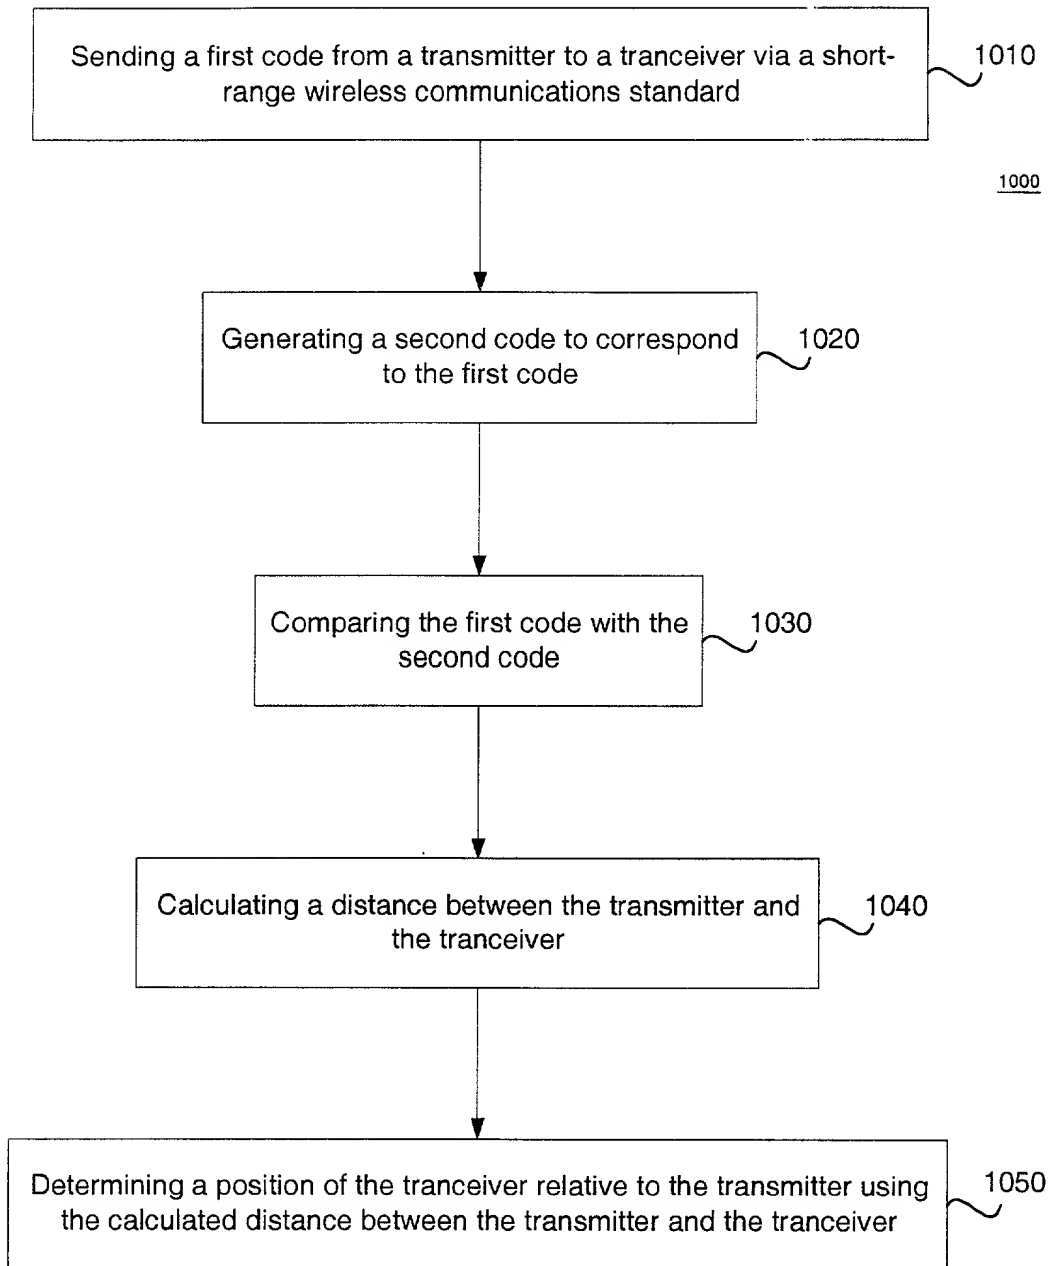 Sending a first code from a transmitter to a tranceiver via a short-
range wireless communications standard
1010
1000
Generating a second code to correspond
to the first code
1020
Comparing the first code with the
second code
1030
Calculating a distance between the transmitter and
the tranceiver
1040
Determining a position of the tranceiver relative to the transmitter using
the calculated distance between the transmitter and the tranceiver
1050